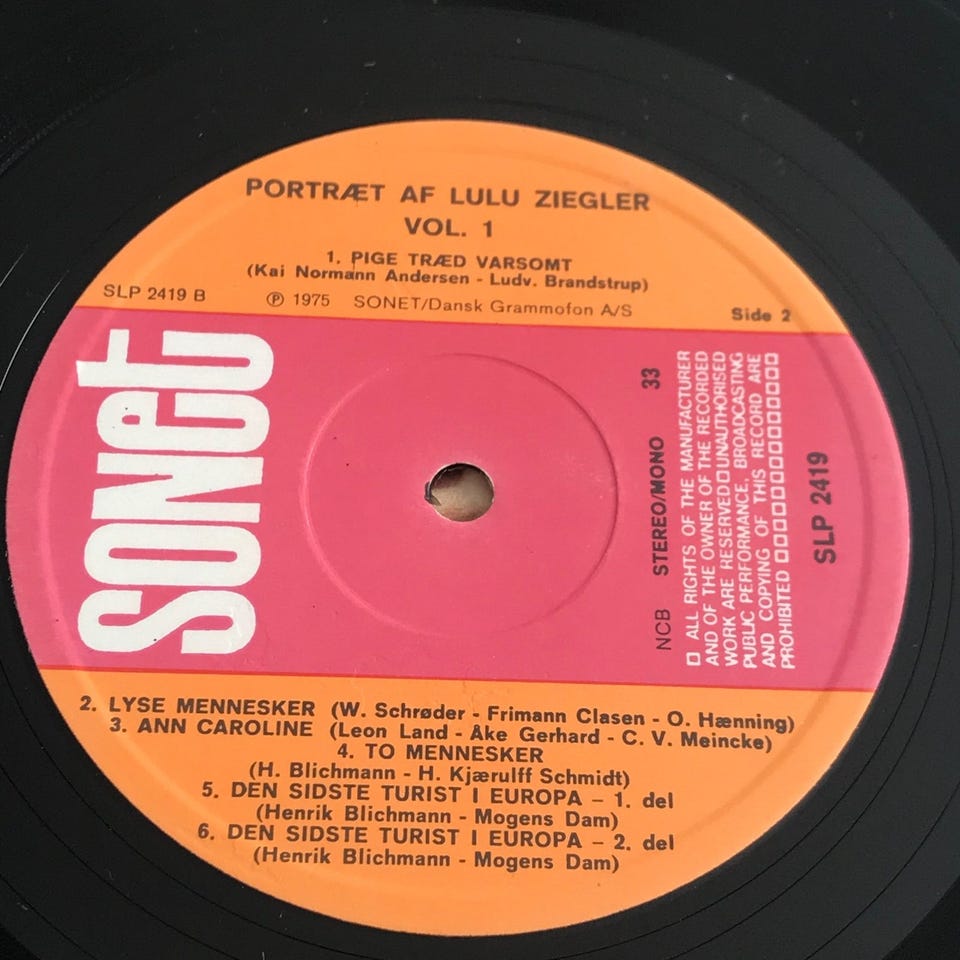 PORTRÆT AF LULU ZIEGLER
VOL. 1
1. PIGE TRÆD VARSOMT
(Kai Normann Andersen - Ludv. Brandstrup)
SLP 2419 B
℗ 1975 SONET/Dansk Grammofon A/S
Side 2
SONET
NCB STEREO/MONO 33
□ ALL RIGHTS OF THE MANUFACTURER
AND OF THE OWNER OF THE RECORDED
WORK ARE RESERVED□UNAUTHORISED
PUBLIC PERFORMANCE, BROADCASTING
AND COPYING OF THIS RECORD ARE
PROHIBITED □□□□□□□□□□□□□
SLP 2419
2. LYSE MENNESKER (W. Schrøder - Frimann Clasen - O. Hænning)
3. ANN CAROLINE (Leon Land - Åke Gerhard - C. V. Meincke)
4. TO MENNESKER
(H. Blichmann - H. Kjærulff Schmidt)
5. DEN SIDSTE TURIST I EUROPA – 1. del
(Henrik Blichmann - Mogens Dam)
6. DEN SIDSTE TURIST I EUROPA – 2. del
(Henrik Blichmann - Mogens Dam)